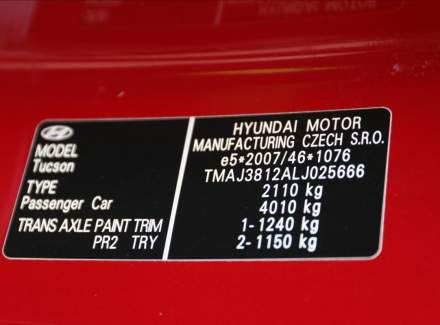 MODEL
Tucson
TYPE
Passenger Car
TRANS AXLE PAINT TRIM
PR2 TRY
HYUNDAI MOTOR
MANUFACTURING CZECH S.R.O.
e5*2007/46*1076
TMAJ3812ALJ025666
2110 kg
4010 kg
1-1240 kg
2-1150 kg